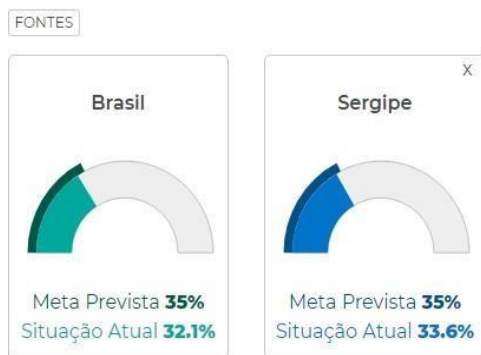 FONTES
Brasil
Meta Prevista 35%
Situação Atual 32.1%
X
Sergipe
Meta Prevista 35%
Situação Atual 33.6%